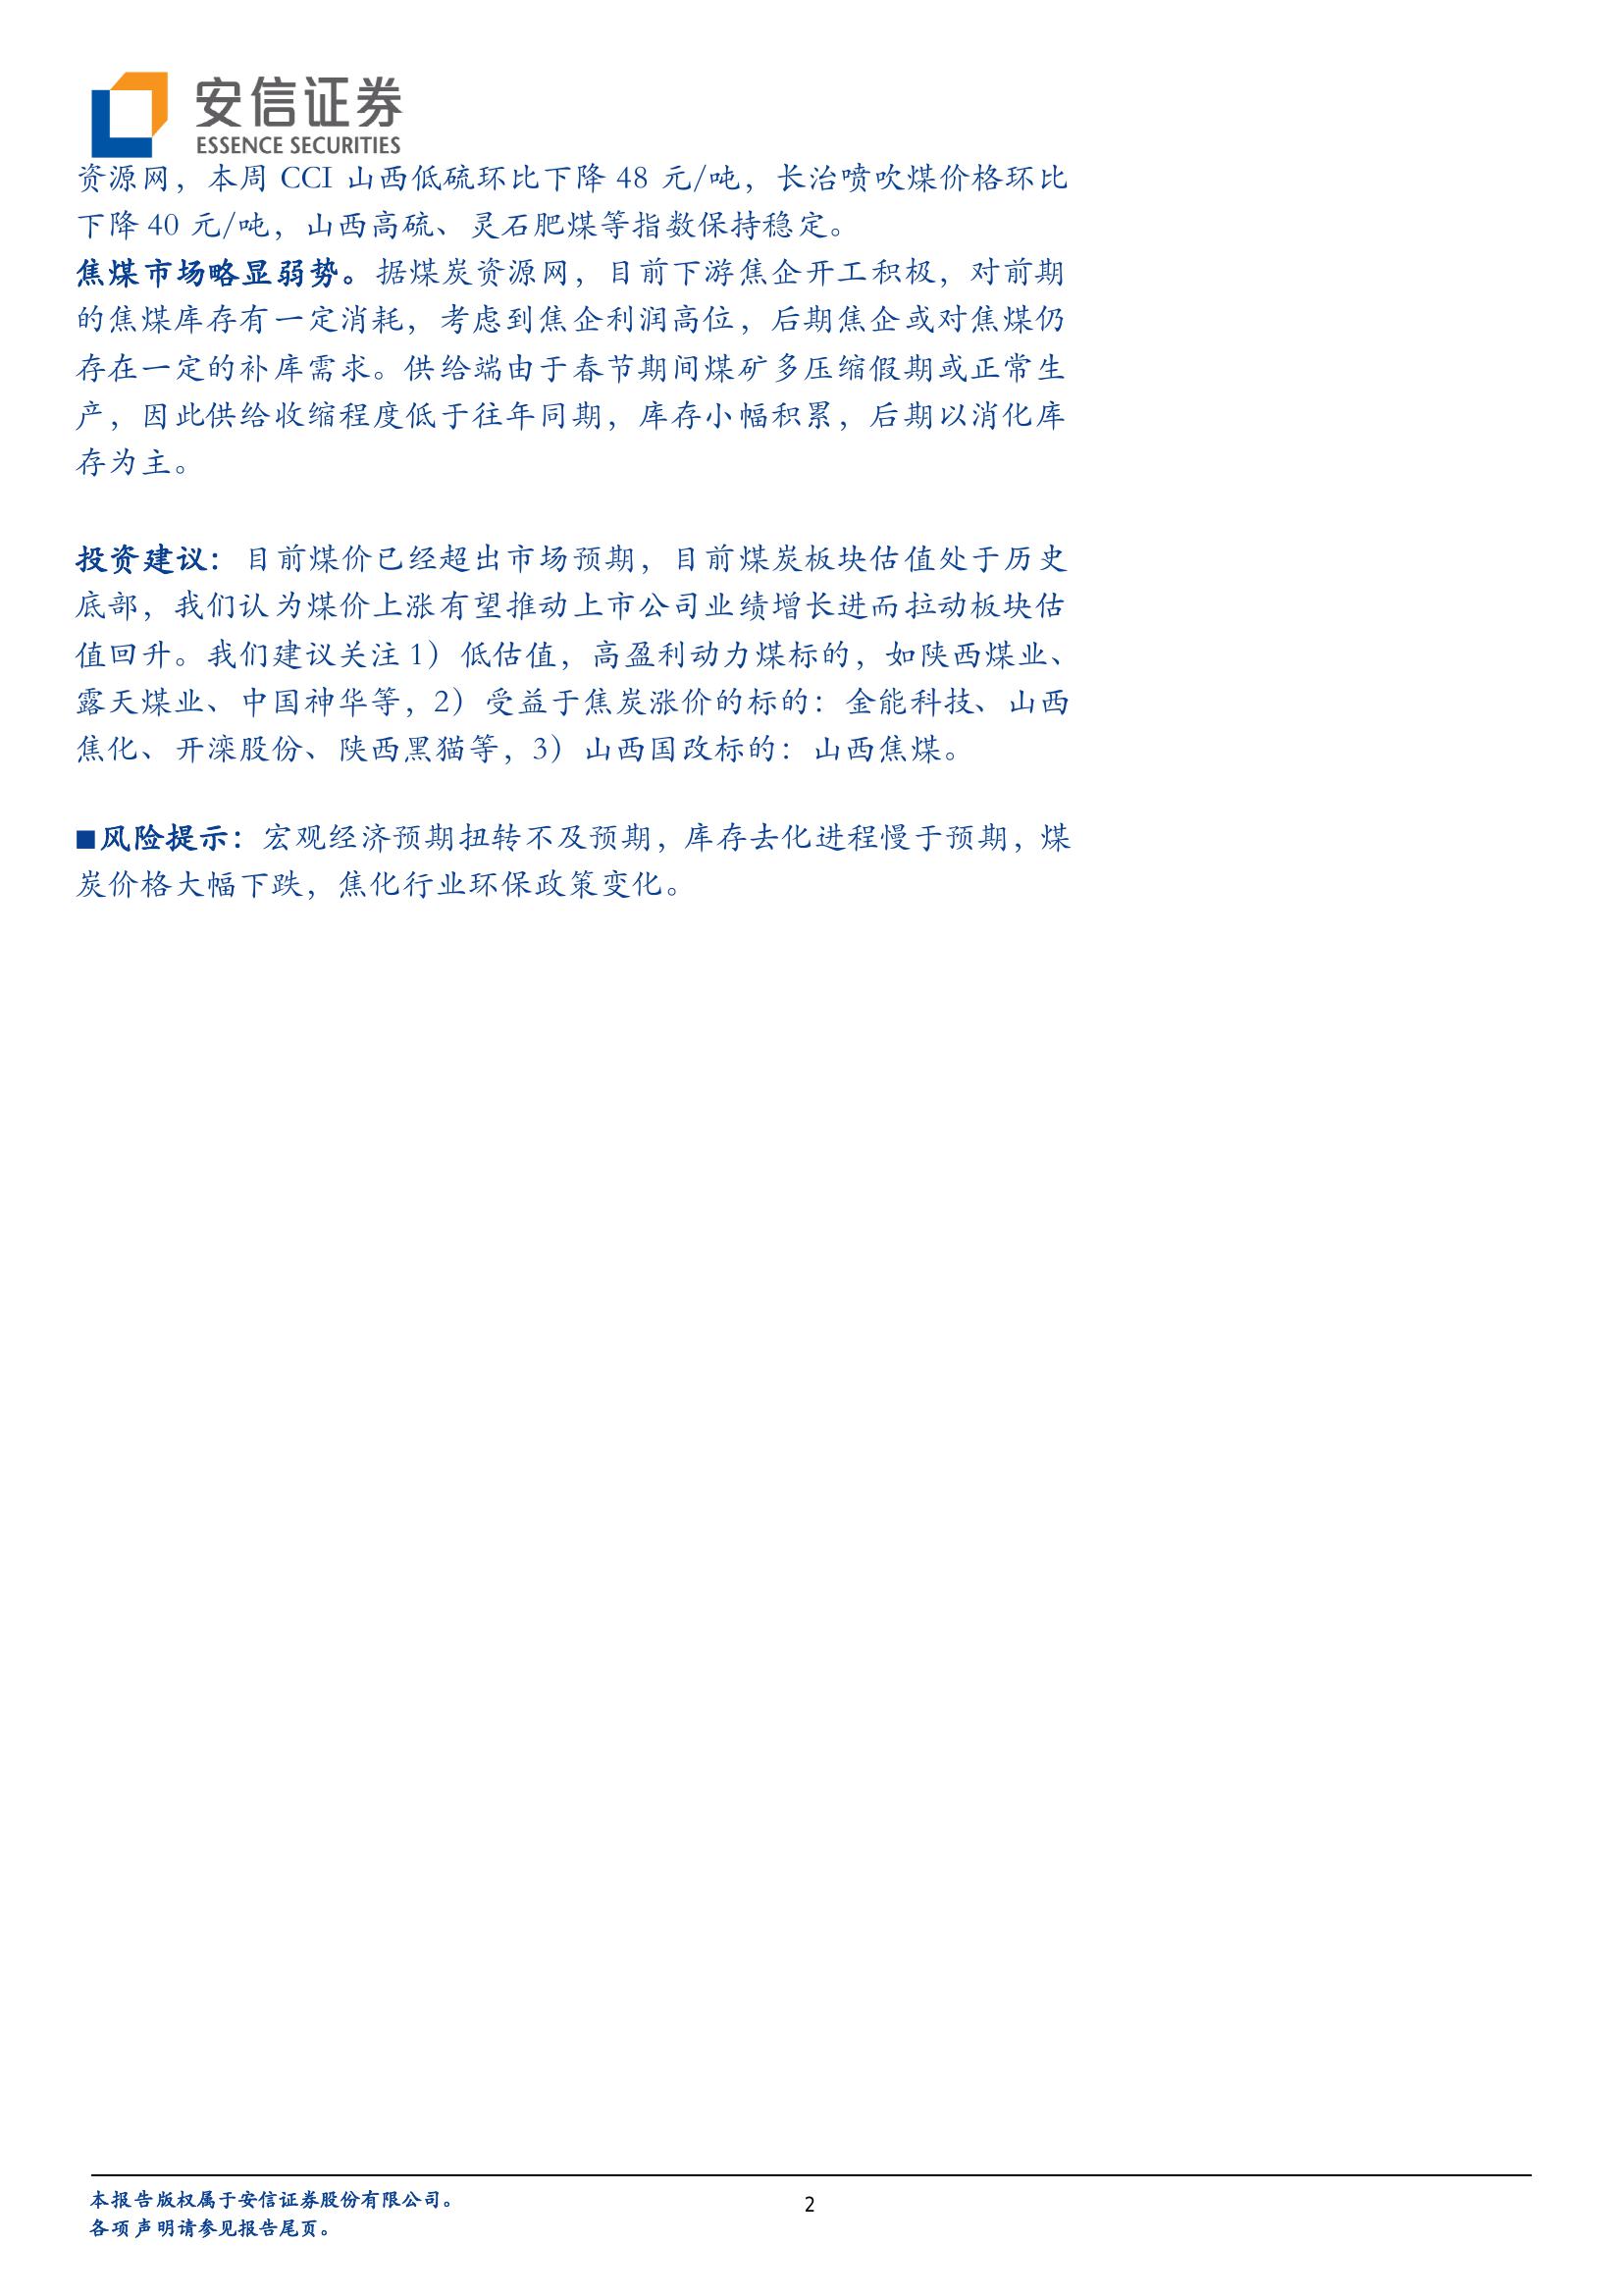 安信证券
ESSENCE SECURITIES
资源网，本周 CCI 山西低硫环比下降 48 元/吨，长治喷吹煤价格环比
下降 40 元/吨，山西高硫、灵石肥煤等指数保持稳定。
焦煤市场略显弱势。据煤炭资源网，目前下游焦企开工积极，对前期
的焦煤库存有一定消耗，考虑到焦企利润高位，后期焦企或对焦煤仍
存在一定的补库需求。供给端由于春节期间煤矿多压缩假期或正常生
产，因此供给收缩程度低于往年同期，库存小幅积累，后期以消化库
存为主。
投资建议：目前煤价已经超出市场预期，目前煤炭板块估值处于历史
底部，我们认为煤价上涨有望推动上市公司业绩增长进而拉动板块估
值回升。我们建议关注 1）低估值，高盈利动力煤标的，如陕西煤业、
露天煤业、中国神华等，2）受益于焦炭涨价的标的：金能科技、山西
焦化、开滦股份、陕西黑猫等，3）山西国改标的：山西焦煤。
■风险提示：宏观经济预期扭转不及预期，库存去化进程慢于预期，煤
炭价格大幅下跌，焦化行业环保政策变化。
本报告版权属于安信证券股份有限公司。
各项声明请参见报告尾页。
2